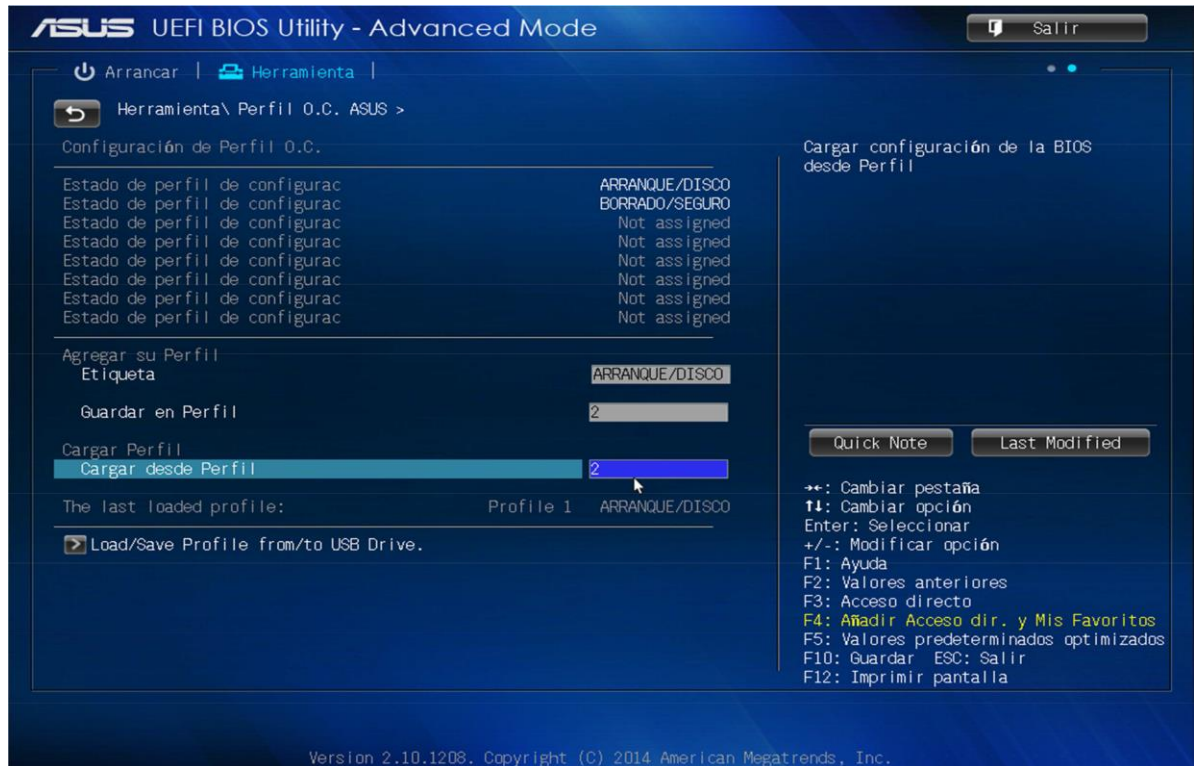 ASUS UEFI BIOS Utility - Advanced Mode
Salir
Arrancar | Herramienta |
Herramienta\ Perfil O.C. ASUS >
Configuración de Perfil O.C.
Estado de perfil de configurac ARRANQUE/DISCO
Estado de perfil de configurac BORRADO/SEGURO
Estado de perfil de configurac Not assigned
Estado de perfil de configurac Not assigned
Estado de perfil de configurac Not assigned
Estado de perfil de configurac Not assigned
Estado de perfil de configurac Not assigned
Estado de perfil de configurac Not assigned
Agregar su Perfil
Etiqueta ARRANQUE/DISCO
Guardar en Perfil 2
Cargar Perfil
Cargar desde Perfil 2
The last loaded profile: Profile 1 ARRANQUE/DISCO
Load/Save Profile from/to USB Drive.
Cargar configuración de la BIOS
desde Perfil
Quick Note Last Modified
→←: Cambiar pestaña
↑↓: Cambiar opción
Enter: Seleccionar
+/-: Modificar opción
F1: Ayuda
F2: Valores anteriores
F3: Acceso directo
F4: Añadir Acceso dir. y Mis Favoritos
F5: Valores predeterminados optimizados
F10: Guardar ESC: Salir
F12: Imprimir pantalla
Version 2.10.1208. Copyright (C) 2014 American Megatrends, Inc.